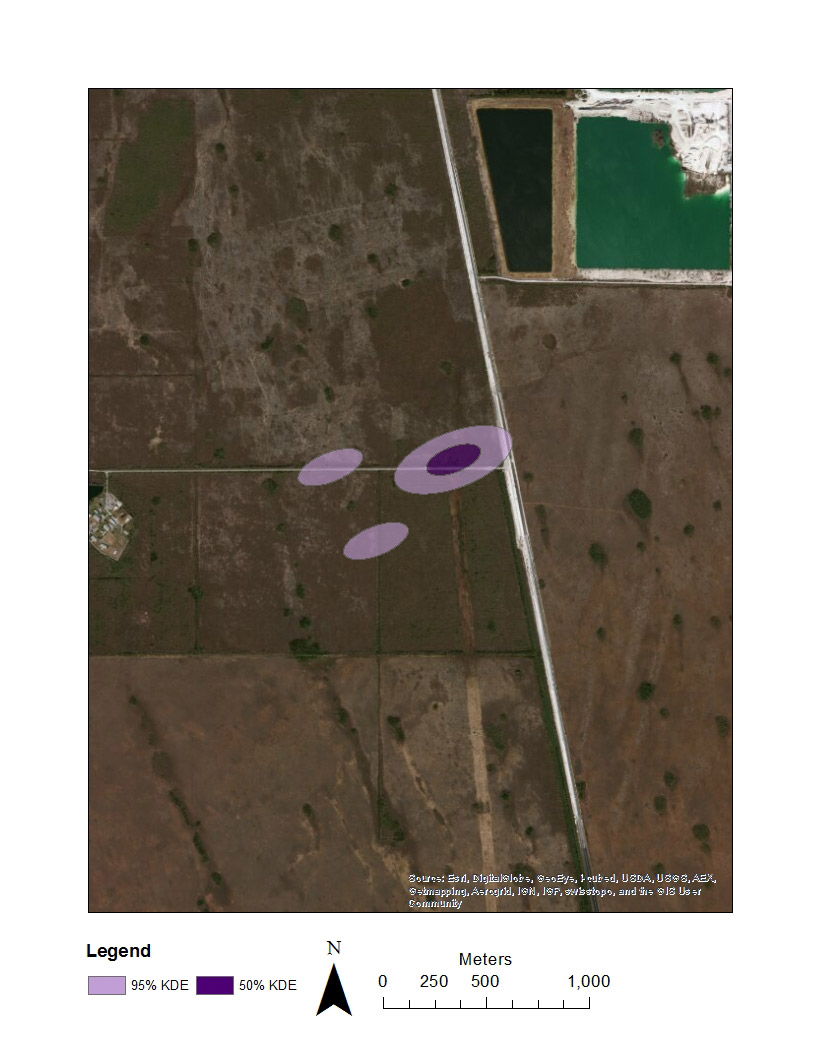 Source: Esri, DigitalGlobe, GeoEye, i-cubed, USDA, USGS, AEX,
Getmapping, Aerogrid, IGN, IGP, swisstopo, and the GIS User
Community
Legend
95% KDE 50% KDE
N
Meters
0 250 500 1,000